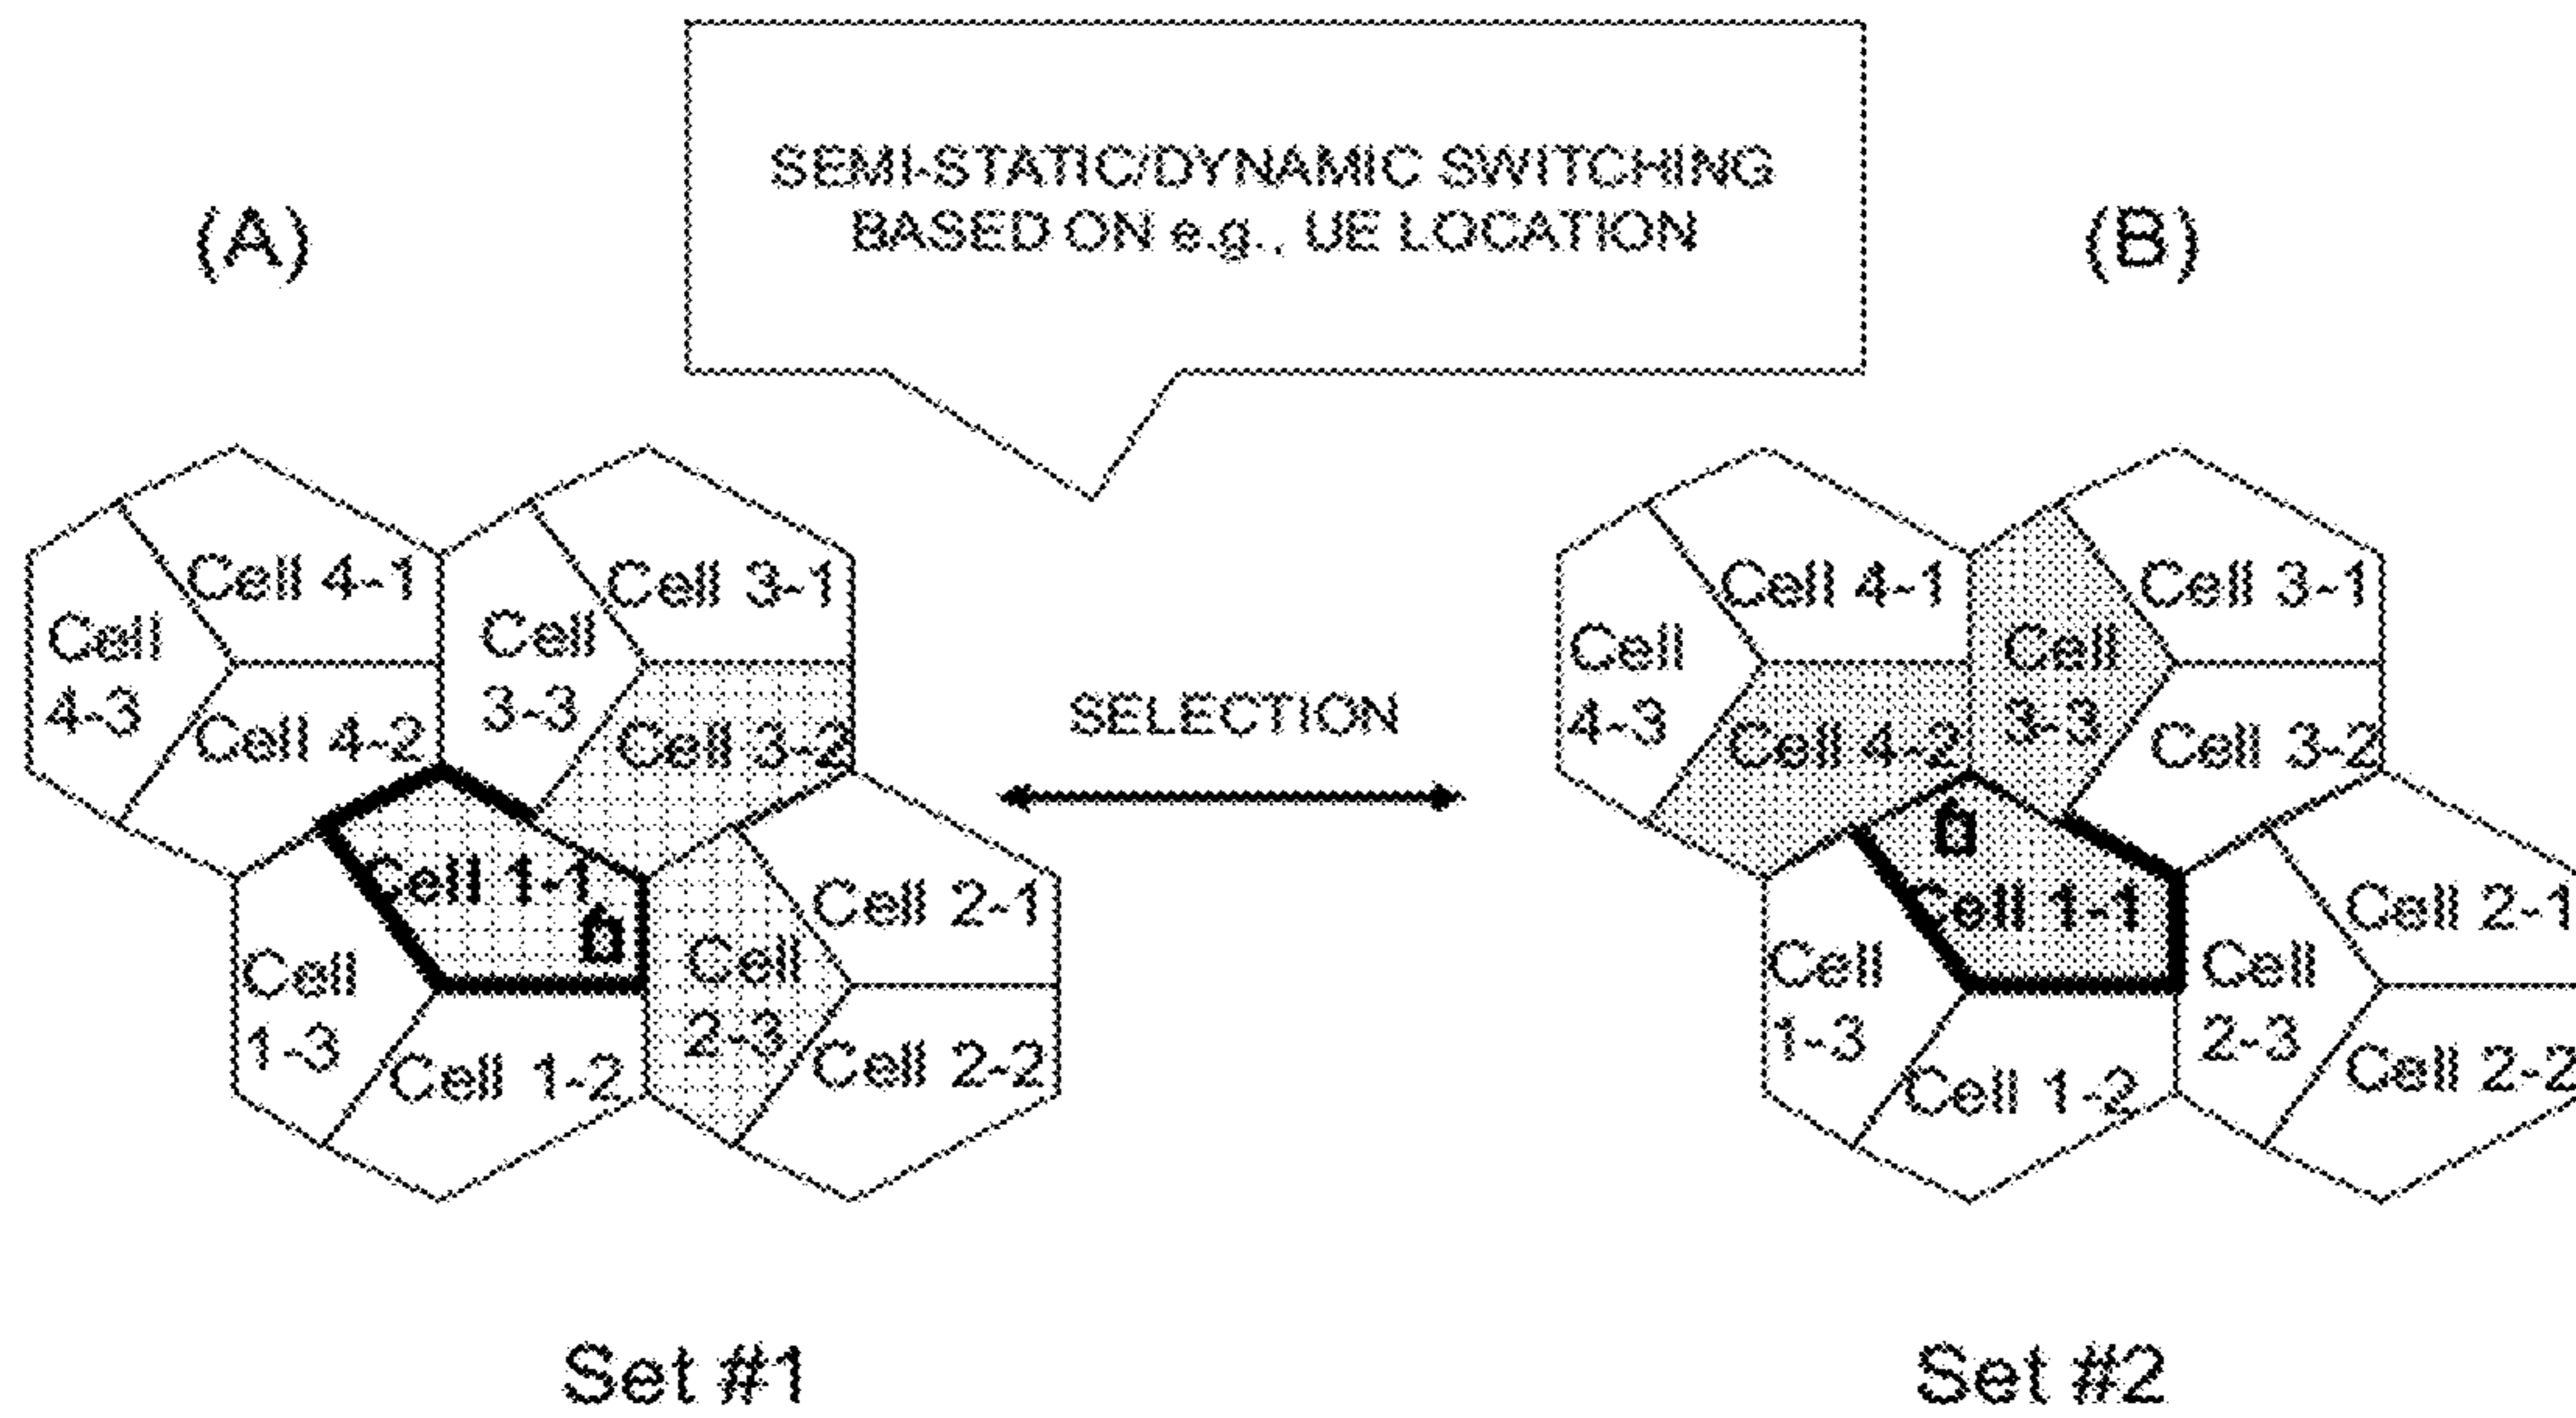 SEMI-STATIC/DYNAMIC SWITCHING
BASED ON e.g., UE LOCATION
(A)
(B)
Cell 4-1
Cell 3-1
Cell
4-3
Cell
3-3
Cell 4-2
Cell 3-2
Cell 1-1
Cell 2-1
Cell
1-3
Cell
2-3
Cell 1-2
Cell 2-2
SELECTION
Cell 4-1
Cell 3-1
Cell
4-3
Cell
3-3
Cell 4-2
Cell 3-2
Cell 1-1
Cell 2-1
Cell
1-3
Cell
2-3
Cell 1-2
Cell 2-2
Set #1
Set #2